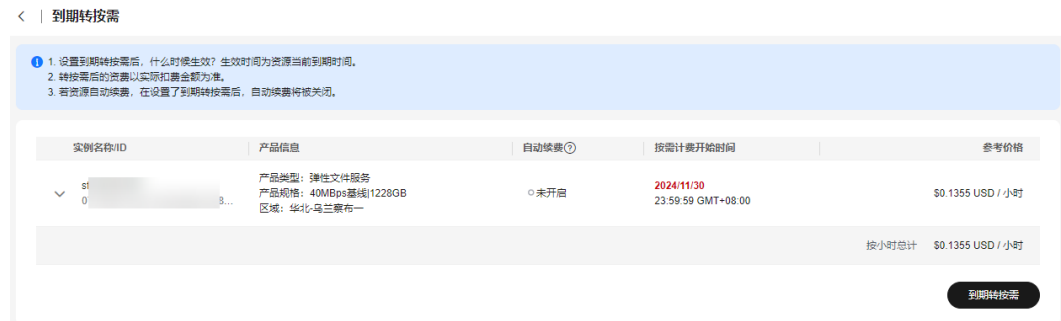 到期转按需
1. 设置到期转按需后，什么时候生效？生效时间为资源当前到期时间。
2. 转按需后的资费以实际扣费金额为准。
3. 若资源自动续费，在设置了到期转按需后，自动续费将被关闭。
实例名称/ID 产品信息 自动续费 按需计费开始时间 参考价格
产品类型：弹性文件服务
产品规格：40MBps基线|1228GB
区域：华北-乌兰察布一
未开启
2024/11/30
23:59:59 GMT+08:00
$0.1355 USD / 小时
按小时总计 $0.1355 USD / 小时
到期转按需